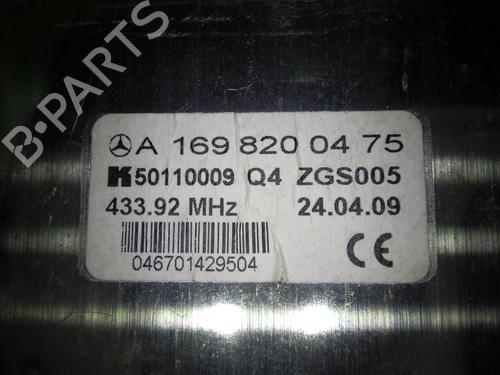 B-PARTS
A 169 820 04 75
K 50110009 Q4 ZGS005
433.92 MHz 24.04.09
CE
046701429504